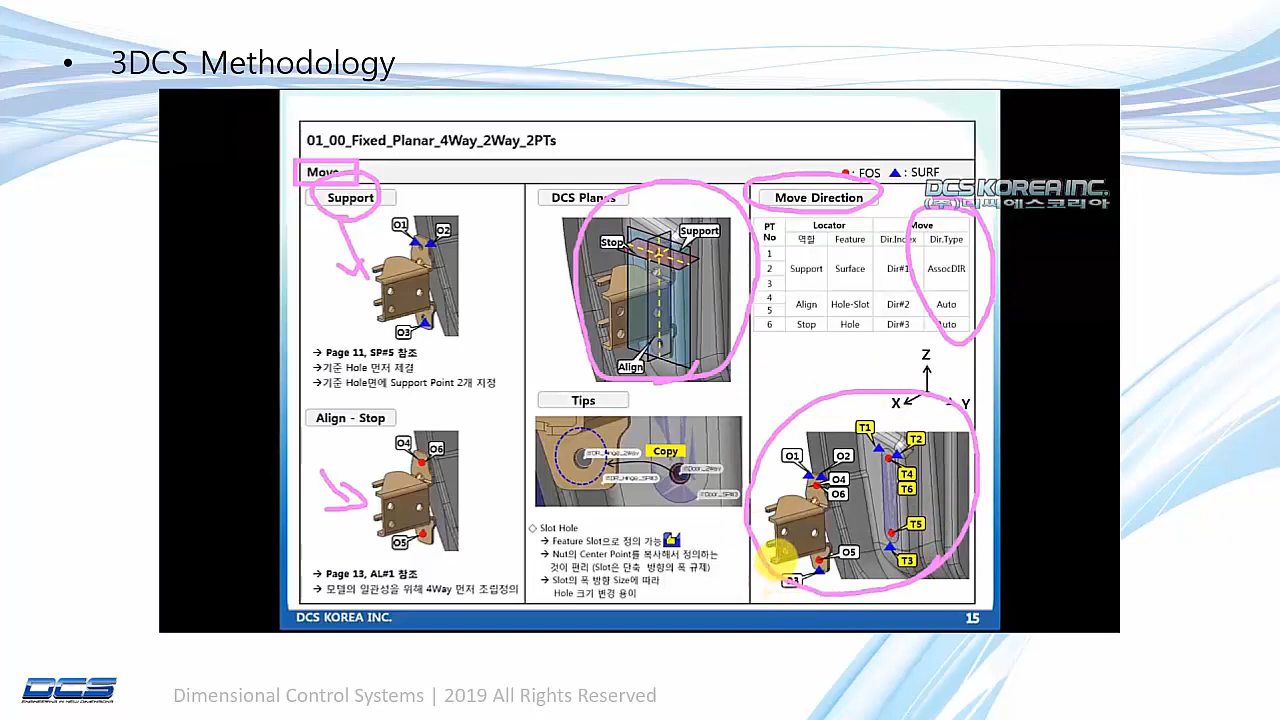 • 3DCS Methodology
01_00_Fixed_Planar_4Way_2Way_2PTs
Move
: FOS : SURF
DCS KOREA INC.
(주)디씨에스코리아
Support
O1
O2
O3
→ Page 11, SP#5 참조
→기준 Hole 먼저 체결
→기준 Hole면에 Support Point 2개 지정
Align - Stop
O4
O6
O5
→ Page 13, AL#1 참조
→ 모델의 일관성을 위해 4Way 먼저 조립정의
DCS Planes
Stop
Support
Align
Tips
Copy
◇ Slot Hole
→ Feature Slot으로 정의 가능
→ Nut의 Center Point를 복사해서 정의하는
것이 편리 (Slot은 단축 방향의 폭 규제)
→ Slot의 폭 방향 Size에 따라
Hole 크기 변경 용이
Move Direction
PT No Locator Move
역할 Feature Dir.Index Dir.Type
1
2 Support Surface Dir#1 AssocDIR
3
4
5 Align Hole-Slot Dir#2 Auto
6 Stop Hole Dir#3 Auto
Z
X Y
T1
T2
O1 O2
O4
O6
T4
T6
T5
O5
T3
O3
DCS KOREA INC.
15
DCS
ENGINEERING IN NEW DIMENSIONS
Dimensional Control Systems | 2019 All Rights Reserved